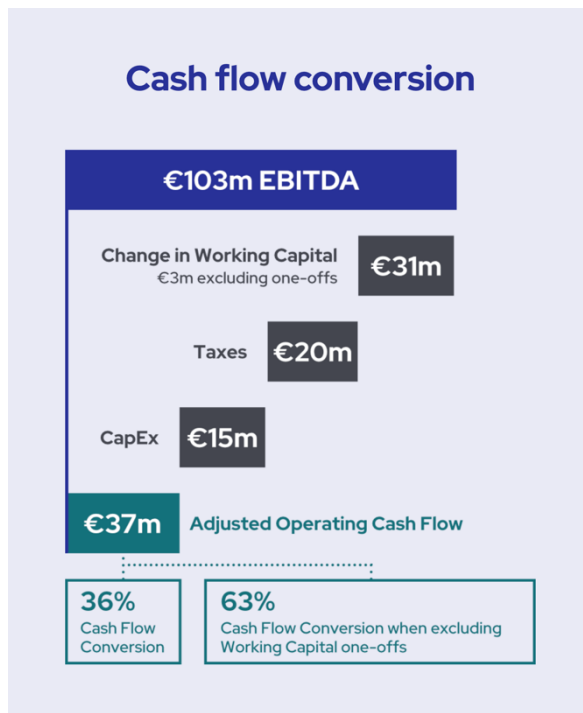 Cash flow conversion
€103m EBITDA
Change in Working Capital
€3m excluding one-offs
€31m
Taxes
€20m
CapEx
€15m
€37m
Adjusted Operating Cash Flow
36%
Cash Flow
Conversion
63%
Cash Flow Conversion when excluding
Working Capital one-offs